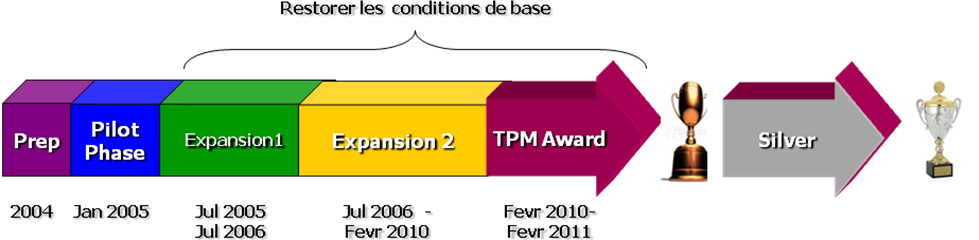 Restorer les conditions de base
Prep
Pilot
Phase
Expansion1
Expansion 2
TPM Award
Silver
2004
Jan 2005
Jul 2005
Jul 2006
Jul 2006 -
Fevr 2010
Fevr 2010-
Fevr 2011